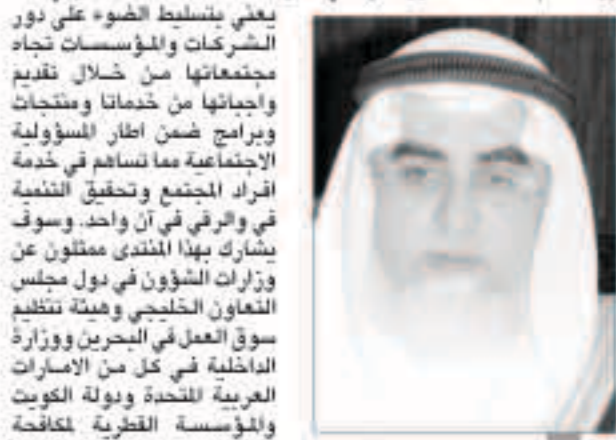 يعني بتسليط الضوء على دور
الشركات والمؤسسات تجاه
مجتمعاتها من خلال تقديم
واجباتها من خدماتا ومنتجات
وبرامج ضمن اطار المسؤولية
الاجتماعية مما تساهم في خدمة
افراد المجتمع وتحقيق التنمية
في والرقي في آن واحد. وسوف
يشارك بهذا المنتدى ممثلون عن
وزارات الشؤون في دول مجلس
التعاون الخليجي وهيئة تنظيم
سوق العمل في البحرين ووزارة
الداخلية في كل من الامارات
العربية المتحدة ودولة الكويت
والمؤسسة القطرية لمكافحة